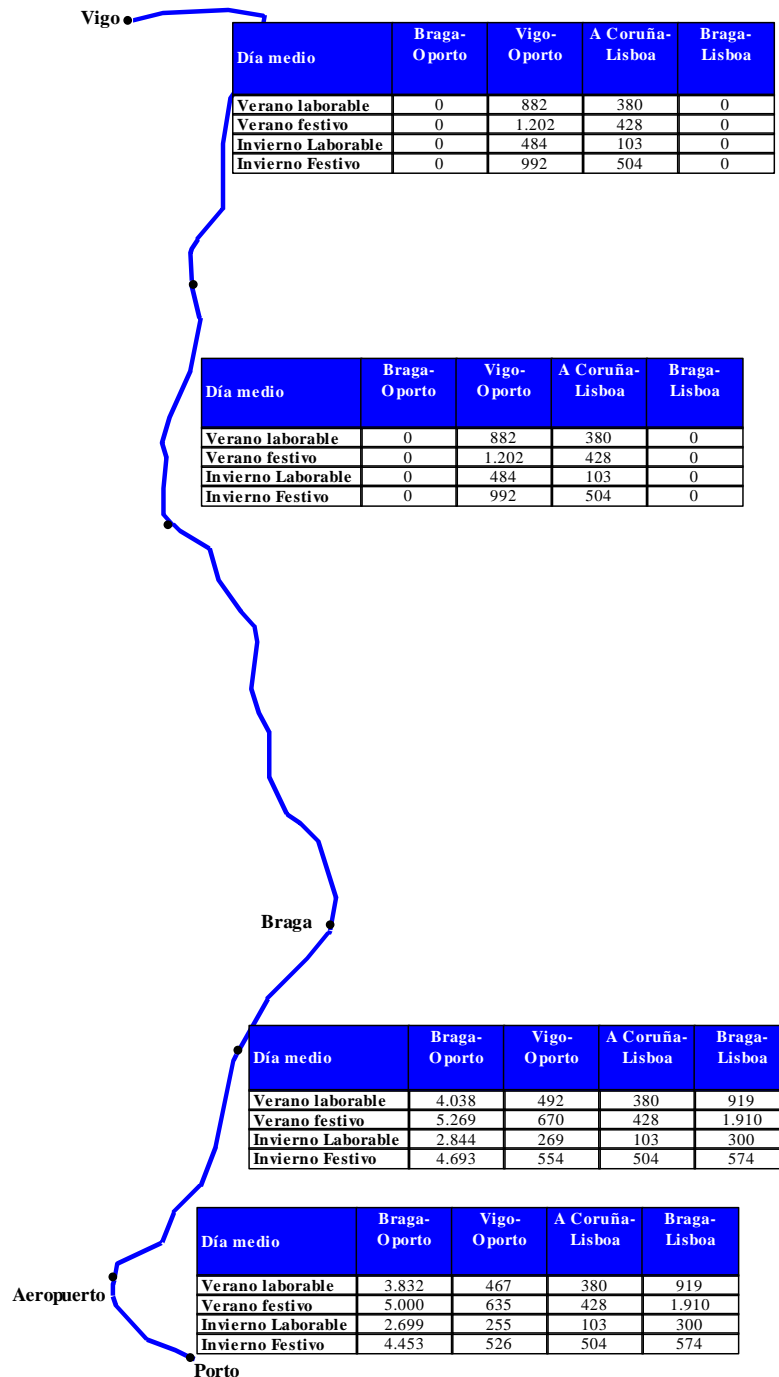 Vigo
Día medio Braga-Oporto Vigo-Oporto A Coruña-Lisboa Braga-Lisboa
Verano laborable 0 882 380 0
Verano festivo 0 1.202 428 0
Invierno Laborable 0 484 103 0
Invierno Festivo 0 992 504 0
Día medio Braga-Oporto Vigo-Oporto A Coruña-Lisboa Braga-Lisboa
Verano laborable 0 882 380 0
Verano festivo 0 1.202 428 0
Invierno Laborable 0 484 103 0
Invierno Festivo 0 992 504 0
Braga
Día medio Braga-Oporto Vigo-Oporto A Coruña-Lisboa Braga-Lisboa
Verano laborable 4.038 492 380 919
Verano festivo 5.269 670 428 1.910
Invierno Laborable 2.844 269 103 300
Invierno Festivo 4.693 554 504 574
Día medio Braga-Oporto Vigo-Oporto A Coruña-Lisboa Braga-Lisboa
Verano laborable 3.832 467 380 919
Verano festivo 5.000 635 428 1.910
Invierno Laborable 2.699 255 103 300
Invierno Festivo 4.453 526 504 574
Aeropuerto
Porto